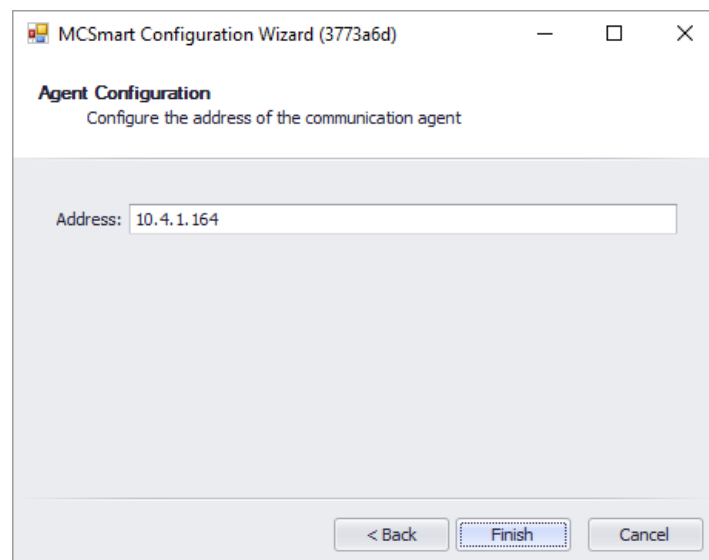 MCSmart Configuration Wizard (3773a6d)
Agent Configuration
Configure the address of the communication agent
Address: 10.4.1.164
< Back Finish Cancel